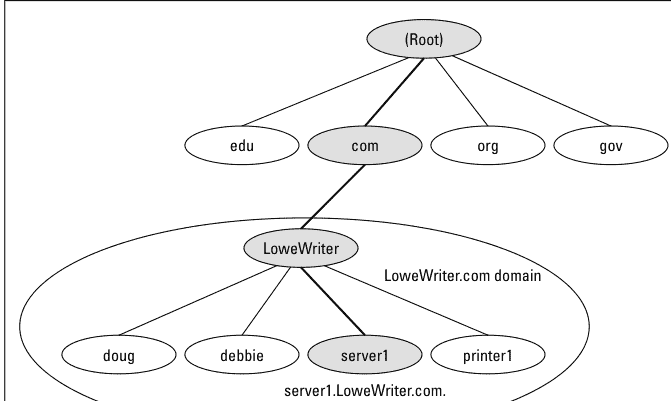 (Root)
edu com org gov
LoweWriter
LoweWriter.com domain
doug debbie server1 printer1
server1.LoweWriter.com.